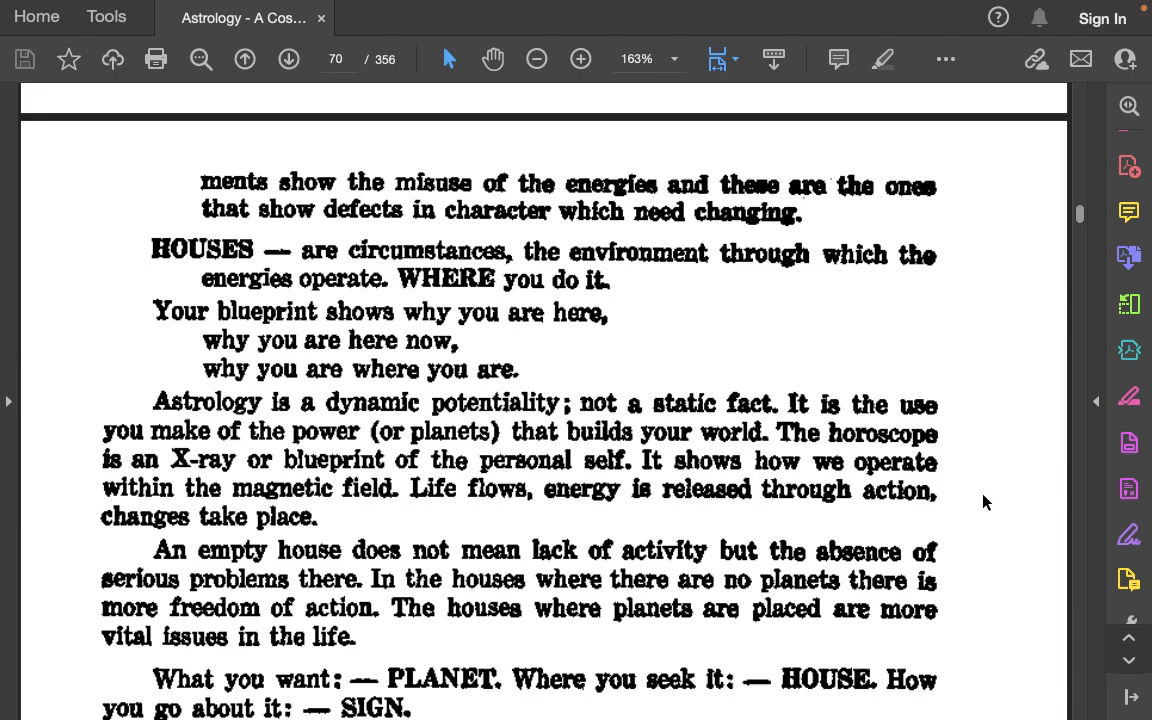 Home Tools Astrology - A Cos... × Sign In
70 / 356 163%
ments show the misuse of the energies and these are the ones
that show defects in character which need changing.
HOUSES — are circumstances, the environment through which the
energies operate. WHERE you do it.
Your blueprint shows why you are here,
why you are here now,
why you are where you are.
Astrology is a dynamic potentiality; not a static fact. It is the use
you make of the power (or planets) that builds your world. The horoscope
is an X-ray or blueprint of the personal self. It shows how we operate
within the magnetic field. Life flows, energy is released through action,
changes take place.
An empty house does not mean lack of activity but the absence of
serious problems there. In the houses where there are no planets there is
more freedom of action. The houses where planets are placed are more
vital issues in the life.
What you want: — PLANET. Where you seek it: — HOUSE. How
you go about it: — SIGN.